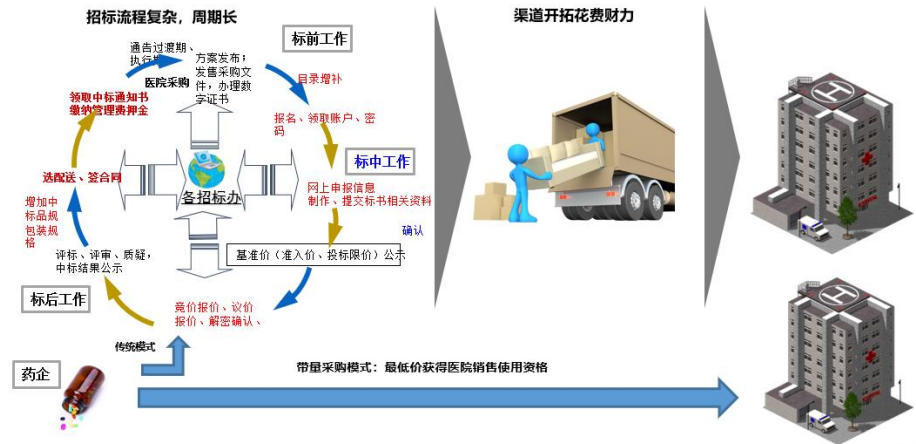 招标流程复杂，周期长
渠道开拓花费财力
通告过渡期、
执行期
医院采购
方案发布；
发售采购文
件，办理数
字证书
标前工作
目录增补
领取中标通知书
缴纳管理费押金
报名、领取账户、密
码
标中工作
选配送、签合同
各招标办
网上申报信息
制作、提交标书相关资料
确认
增加中
标品规
包装规
格
评标、评审、质疑，
中标结果公示
基准价（准入价、投标限价）公示
标后工作
竟价报价、议价
报价、解密确认、
传统模式
药企
带量采购模式：最低价获得医院销售使用资格